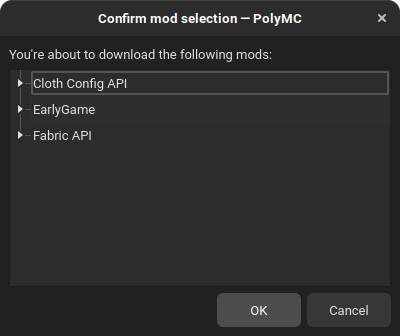 Confirm mod selection — PolyMC
You're about to download the following mods:
Cloth Config API
EarlyGame
Fabric API
OK
Cancel